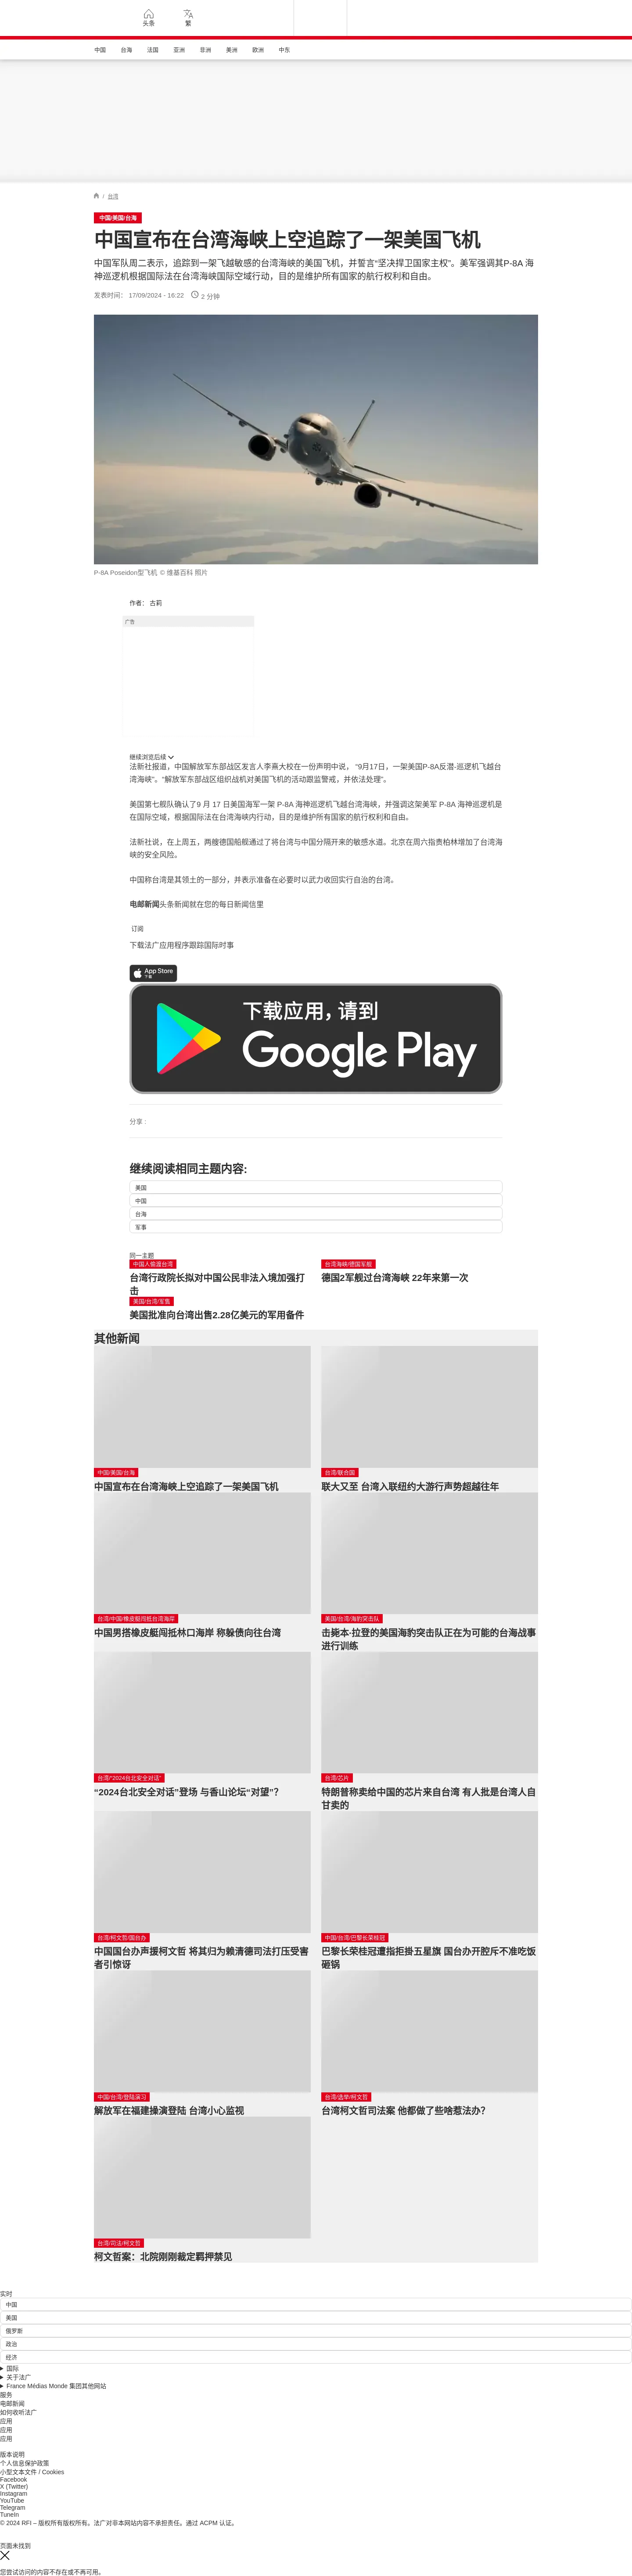 头条
繁
中国
台海
法国
亚洲
非洲
美洲
欧洲
中东
/ 台湾
中国/美国/台海
中国宣布在台湾海峡上空追踪了一架美国飞机
中国军队周二表示，追踪到一架飞越敏感的台湾海峡的美国飞机，并誓言“坚决捍卫国家主权”。美军强调其P-8A 海
神巡逻机根据国际法在台湾海峡国际空域行动，目的是维护所有国家的航行权利和自由。
发表时间： 17/09/2024 - 16:22
2 分钟
P-8A Poseidon型飞机 © 维基百科 照片
作者： 古莉
广告
继续浏览后续
法新社报道，中国解放军东部战区发言人李熹大校在一份声明中说， “9月17日，一架美国P-8A反潜-巡逻机飞越台
湾海峡”。“解放军东部战区组织战机对美国飞机的活动跟监警戒，并依法处理”。
美国第七舰队确认了9 月 17 日美国海军一架 P-8A 海神巡逻机飞越台湾海峡，并强调这架美军 P-8A 海神巡逻机是
在国际空域，根据国际法在台湾海峡内行动，目的是维护所有国家的航行权利和自由。
法新社说，在上周五，两艘德国船舰通过了将台湾与中国分隔开来的敏感水道。北京在周六指责柏林增加了台湾海
峡的安全风险。
中国称台湾是其领土的一部分，并表示准备在必要时以武力收回实行自治的台湾。
电邮新闻头条新闻就在您的每日新闻信里
订阅
下载法广应用程序跟踪国际时事
App Store
下载
下载应用，请到
Google Play
分享 :
继续阅读相同主题内容:
美国
中国
台海
军事
同一主题
中国人偷渡台湾
台湾行政院长拟对中国公民非法入境加强打
击
台湾海峡/德国军舰
德国2军舰过台湾海峡 22年来第一次
美国/台湾/军售
美国批准向台湾出售2.28亿美元的军用备件
其他新闻
中国/美国/台海
中国宣布在台湾海峡上空追踪了一架美国飞机
台湾/联合国
联大又至 台湾入联纽约大游行声势超越往年
台湾/中国/橡皮艇闯抵台湾海岸
中国男搭橡皮艇闯抵林口海岸 称躲债向往台湾
美国/台湾/海豹突击队
击毙本·拉登的美国海豹突击队正在为可能的台海战事
进行训练
台湾/“2024台北安全对话”
“2024台北安全对话”登场 与香山论坛“对望”？
台湾/芯片
特朗普称卖给中国的芯片来自台湾 有人批是台湾人自
甘卖的
台湾/柯文哲/国台办
中国国台办声援柯文哲 将其归为赖清德司法打压受害
者引惊讶
中国/台湾/巴黎长荣桂冠
巴黎长荣桂冠遭指拒掛五星旗 国台办开腔斥不准吃饭
砸锅
中国/台湾/登陆演习
解放军在福建操演登陆 台湾小心监视
台湾/选举/柯文哲
台湾柯文哲司法案 他都做了些啥惹法办？
台湾/司法/柯文哲
柯文哲案：北院刚刚裁定羁押禁见
实时
中国
美国
俄罗斯
政治
经济
国际
关于法广
France Médias Monde 集团其他网站
服务
电邮新闻
如何收听法广
应用
应用
应用
版本说明
个人信息保护政策
小型文本文件 / Cookies
Facebook
X (Twitter)
Instagram
YouTube
Telegram
TuneIn
© 2024 RFI – 版权所有版权所有。法广对非本网站内容不承担责任。通过 ACPM 认证。
页面未找到
您尝试访问的内容不存在或不再可用。